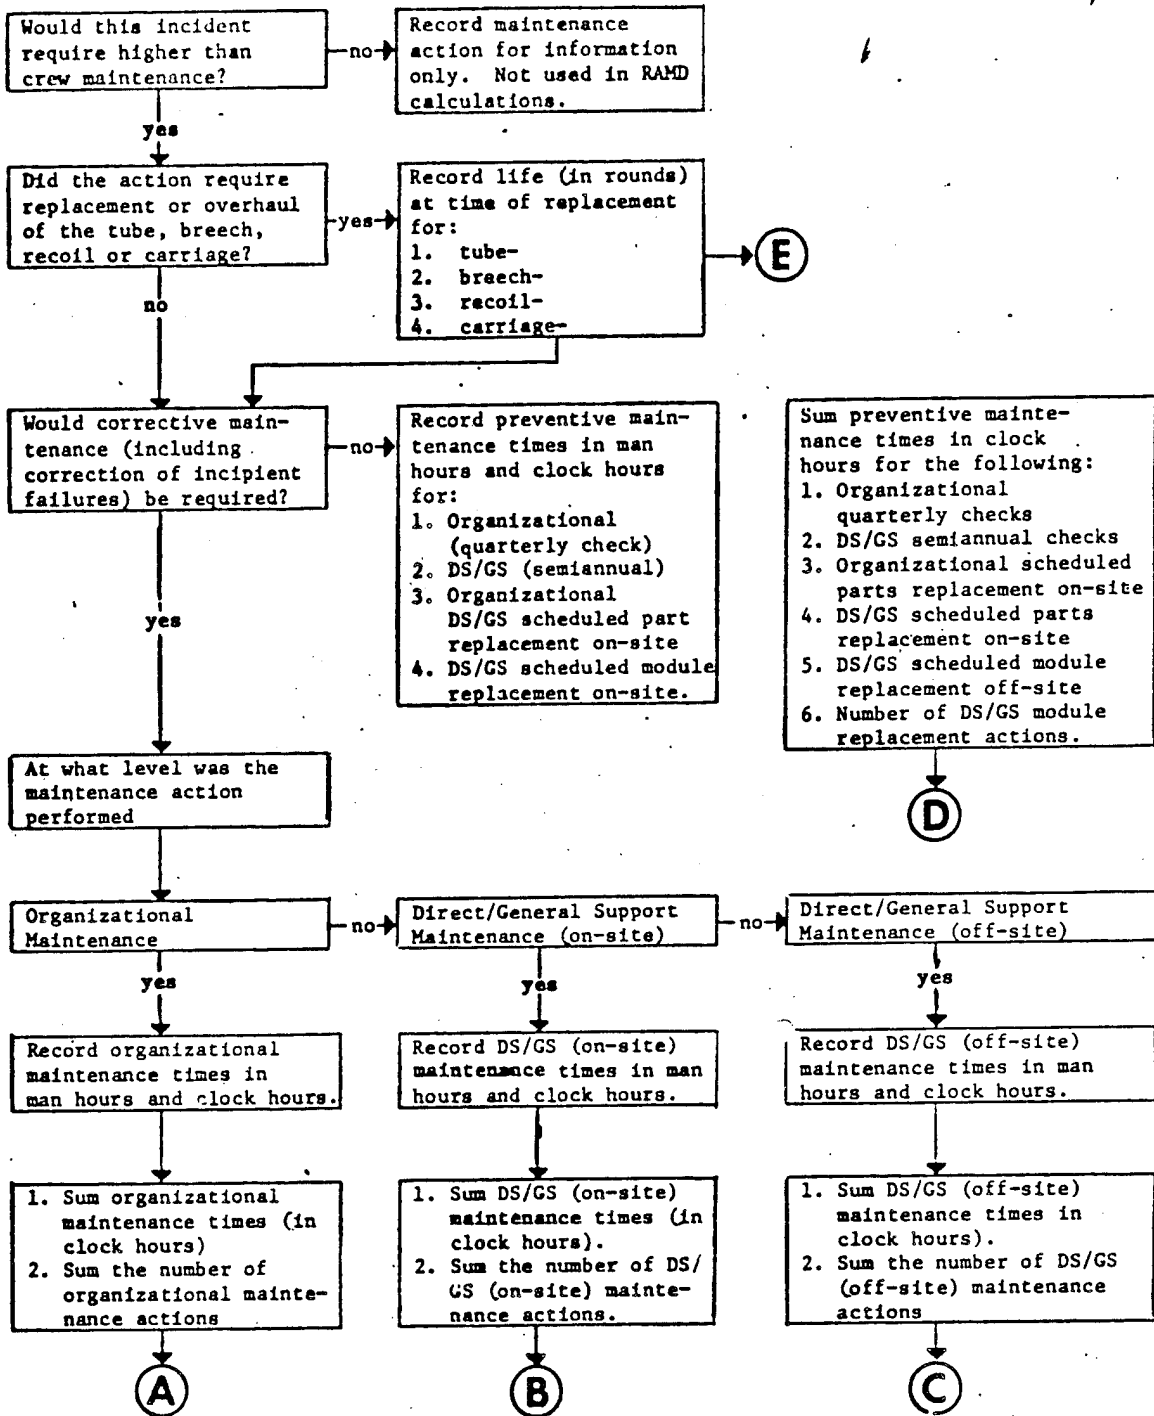 Would this incident
require higher than
crew maintenance?
no
Record maintenance
action for information
only. Not used in RAMD
calculations.
yes
Did the action require
replacement or overhaul
of the tube, breech,
recoil or carriage?
yes
Record life (in rounds)
at time of replacement
for:
1. tube-
2. breech-
3. recoil-
4. carriage-
E
no
Would corrective main-
tenance (including
correction of incipient
failures) be required?
no
Record preventive main-
tenance times in man
hours and clock hours
for:
1. Organizational
(quarterly check)
2. DS/GS (semiannual)
3. Organizational
DS/GS scheduled part
replacement on-site
4. DS/GS scheduled module
replacement on-site.
Sum preventive mainte-
nance times in clock
hours for the following:
1. Organizational
quarterly checks
2. DS/GS semiannual checks
3. Organizational scheduled
parts replacement on-site
4. DS/GS scheduled parts
replacement on-site
5. DS/GS scheduled module
replacement off-site
6. Number of DS/GS module
replacement actions.
D
yes
At what level was the
maintenance action
performed
Organizational
Maintenance
no
Direct/General Support
Maintenance (on-site)
no
Direct/General Support
Maintenance (off-site)
yes
yes
yes
Record organizational
maintenance times in
man hours and clock hours.
Record DS/GS (on-site)
maintenance times in man
hours and clock hours.
Record DS/GS (off-site)
maintenance times in man
hours and clock hours.
1. Sum organizational
maintenance times (in
clock hours)
2. Sum the number of
organizational mainte-
nance actions
1. Sum DS/GS (on-site)
maintenance times (in
clock hours).
2. Sum the number of DS/
GS (on-site) mainte-
nance actions.
1. Sum DS/GS (off-site)
maintenance times in
clock hours).
2. Sum the number of DS/GS
(off-site) maintenance
actions
A
B
C